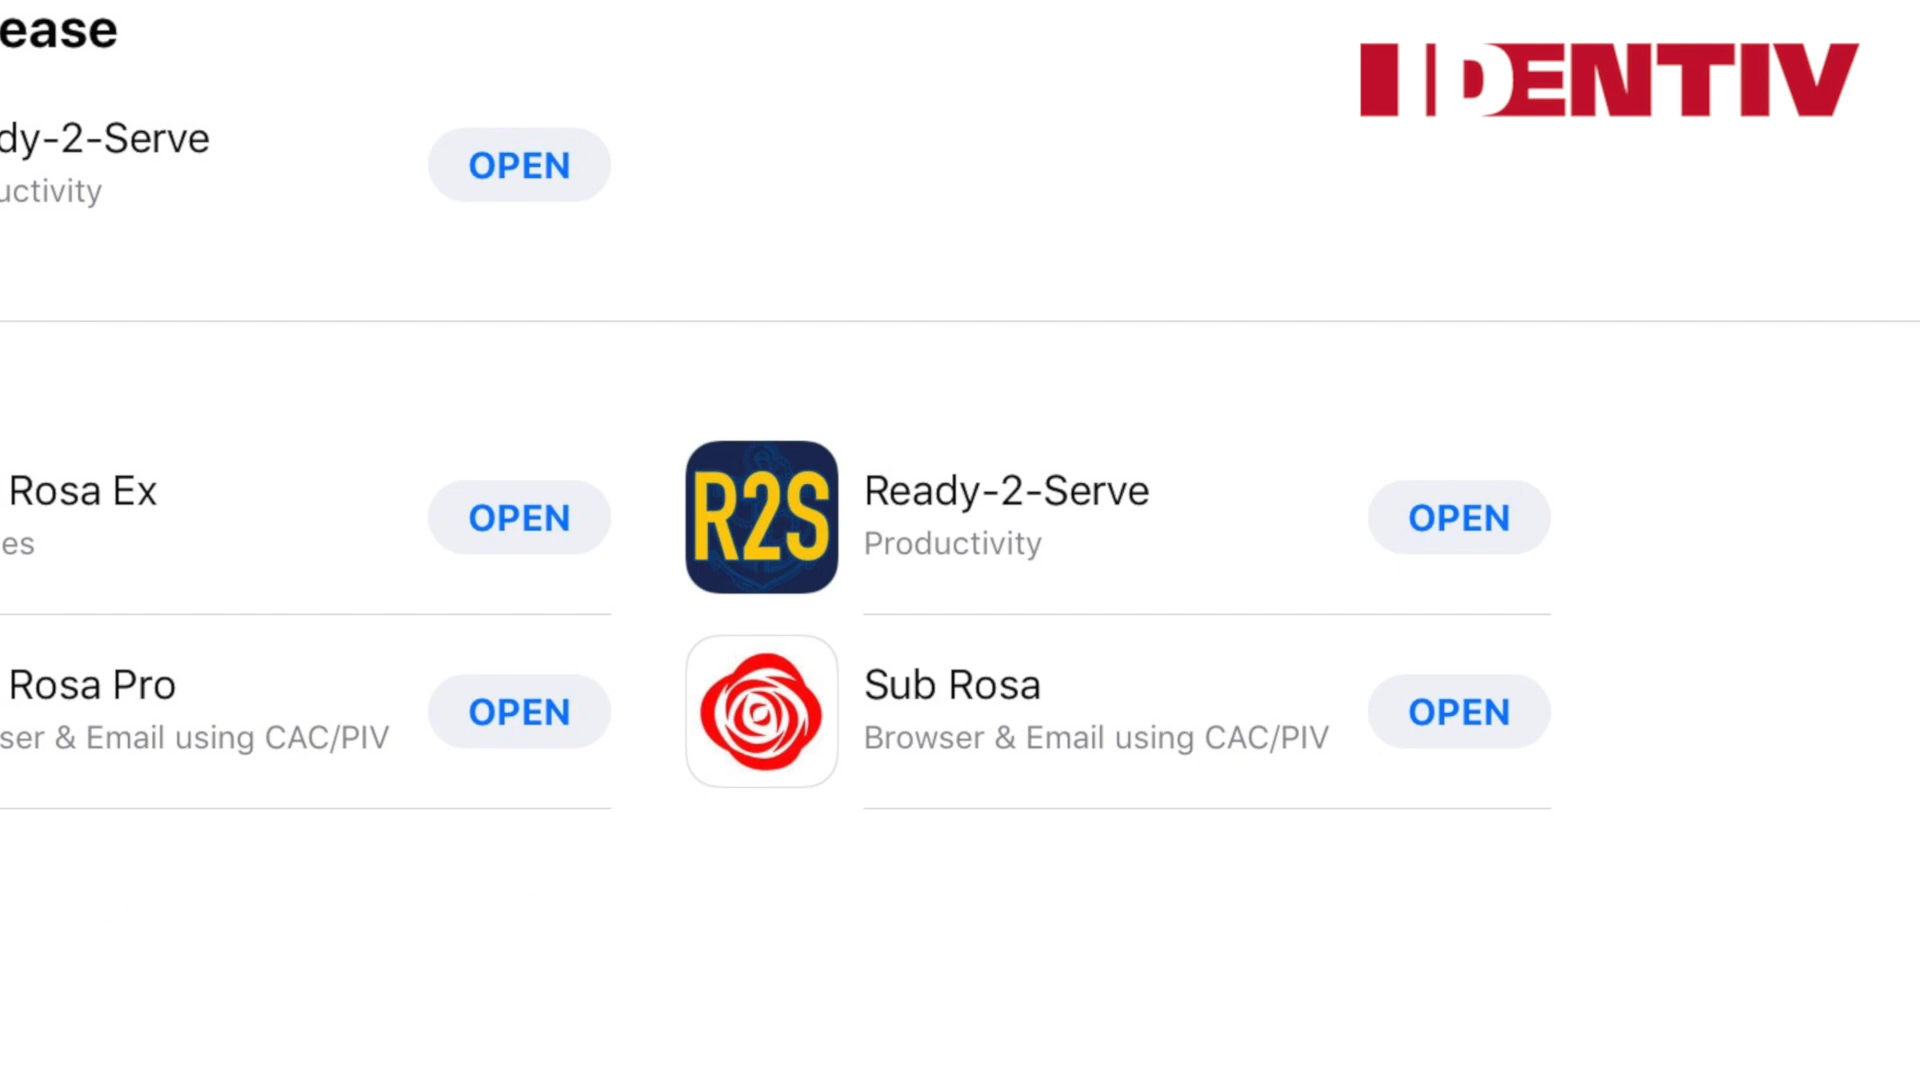 ease
IDENTIV
dy-2-Serve
uctivity
OPEN
Rosa Ex
es
OPEN
R2S
Ready-2-Serve
Productivity
OPEN
Rosa Pro
ser & Email using CAC/PIV
OPEN
Sub Rosa
Browser & Email using CAC/PIV
OPEN